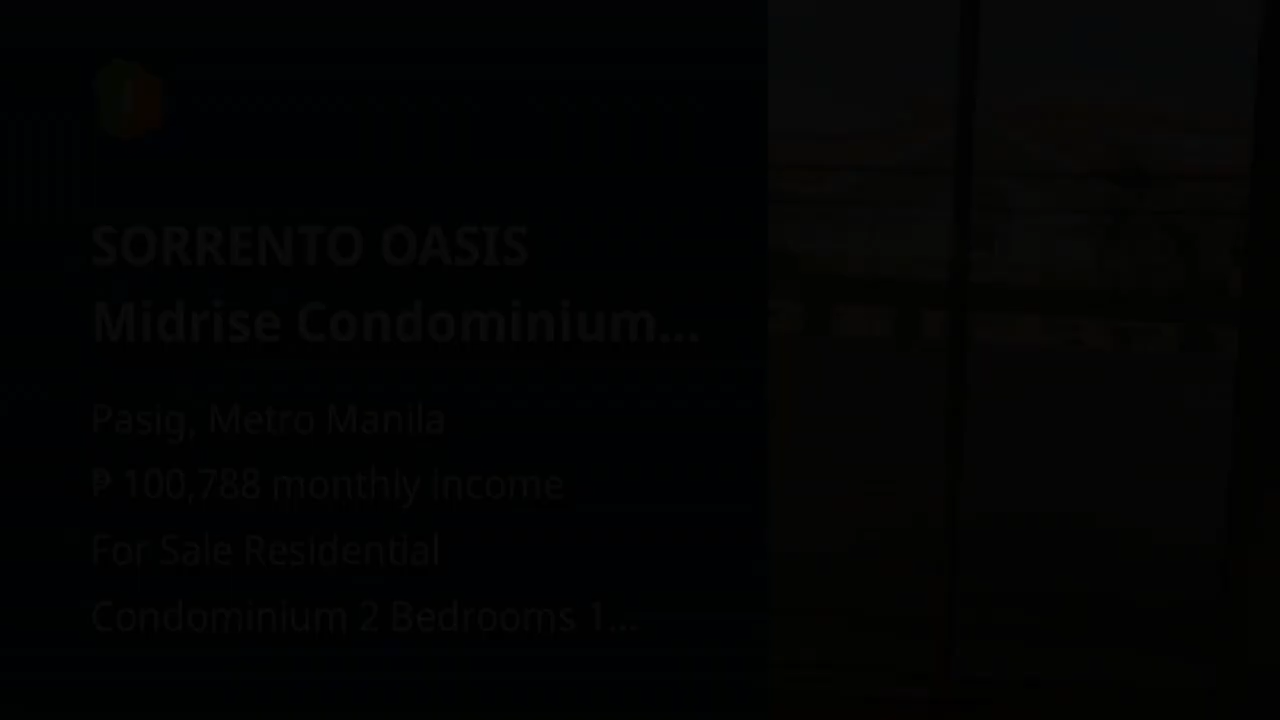 SORRENTO OASIS
Midrise Condominium...
Pasig, Metro Manila
₱ 100,788 monthly income
For Sale Residential
Condominium 2 Bedrooms 1...